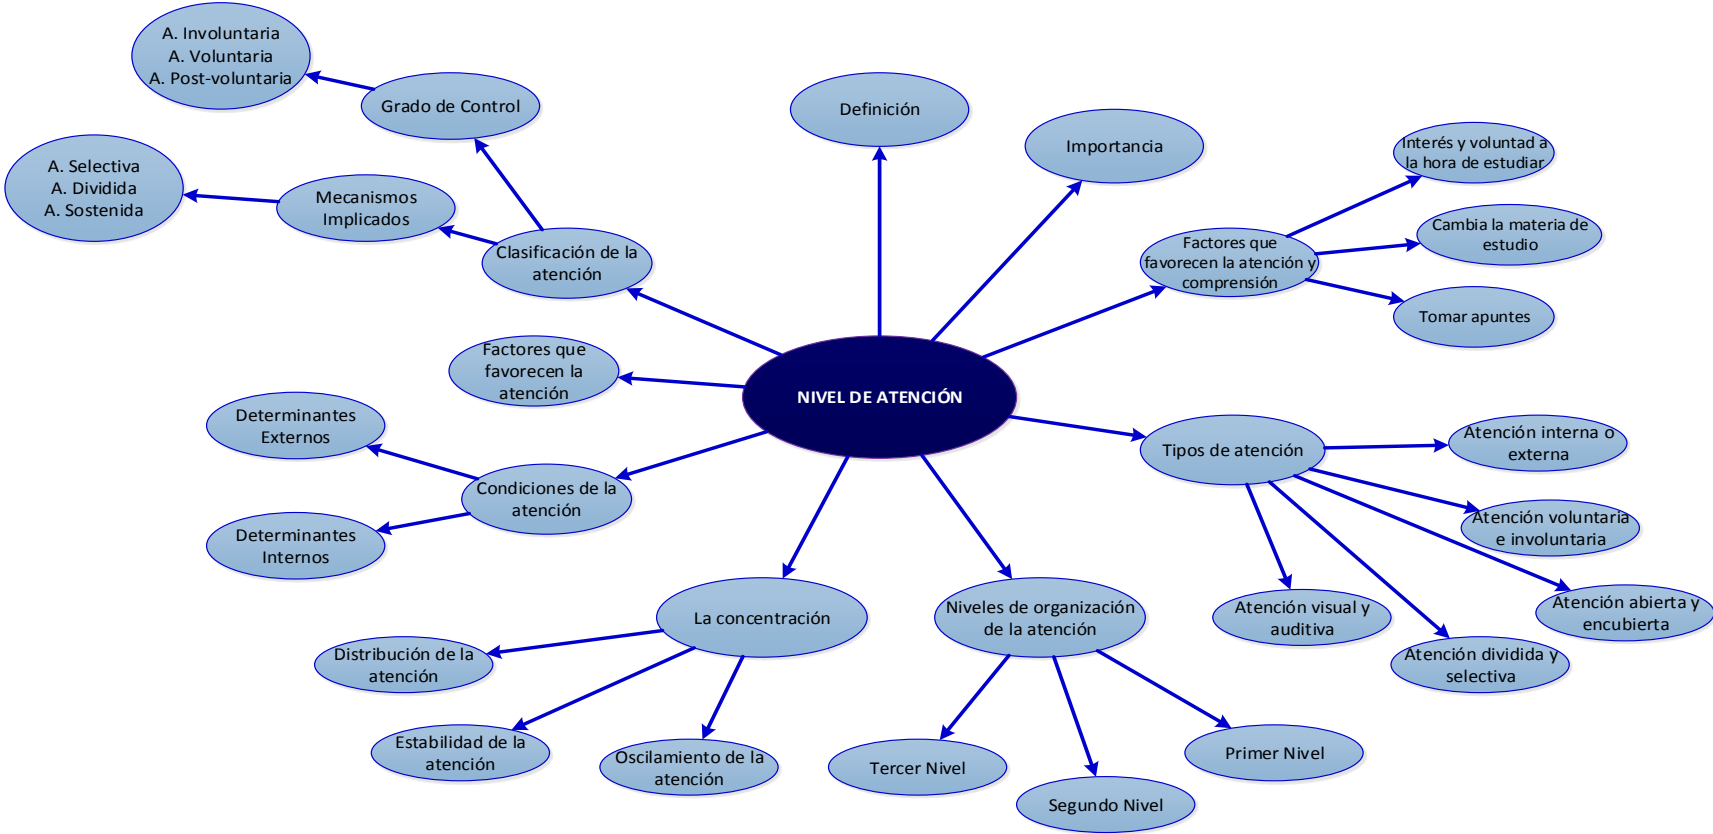 A. Involuntaria
A. Voluntaria
A. Post-voluntaria
Grado de Control
A. Selectiva
A. Dividida
A. Sostenida
Mecanismos
Implicados
Clasificación de la
atención
Definición
Importancia
Interés y voluntad a
la hora de estudiar
Cambia la materia de
estudio
Factores que
favorecen la atención y
comprensión
Tomar apuntes
Factores que
favorecen la
atención
NIVEL DE ATENCIÓN
Determinantes
Externos
Condiciones de la
atención
Determinantes
Internos
Tipos de atención
Atención interna o
externa
Atención voluntaria
e involuntaria
Atención abierta y
encubierta
Atención visual y
auditiva
Atención dividida y
selectiva
La concentración
Distribución de la
atención
Estabilidad de la
atención
Oscilamiento de la
atención
Niveles de organización
de la atención
Tercer Nivel
Segundo Nivel
Primer Nivel